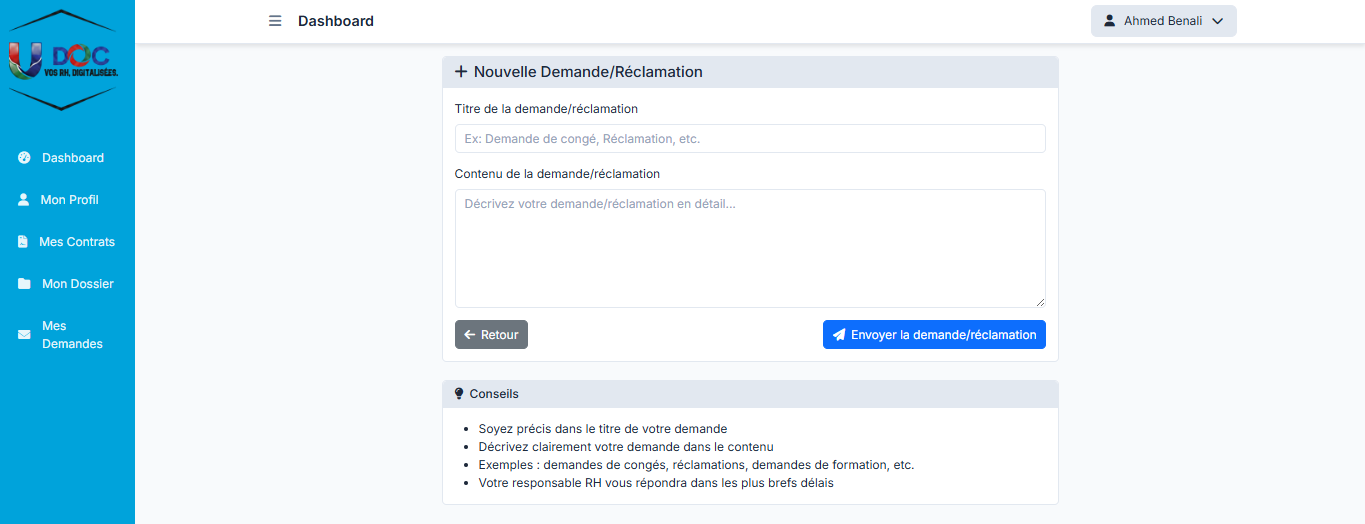 Dashboard
Ahmed Benali
U DOC
VOS RH, DIGITALISÉES.
Dashboard
Mon Profil
Mes Contrats
Mon Dossier
Mes
Demandes
Nouvelle Demande/Réclamation
Titre de la demande/réclamation
Ex: Demande de congé, Réclamation, etc.
Contenu de la demande/réclamation
Décrivez votre demande/réclamation en détail...
Retour
Envoyer la demande/réclamation
Conseils
Soyez précis dans le titre de votre demande
Décrivez clairement votre demande dans le contenu
Exemples : demandes de congés, réclamations, demandes de formation, etc.
Votre responsable RH vous répondra dans les plus brefs délais